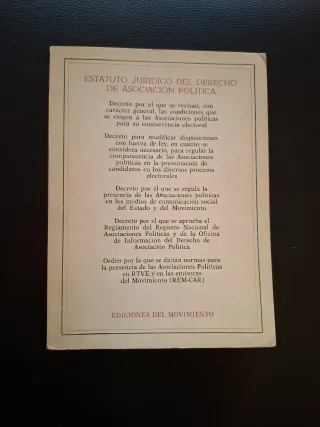 ESTATUTO JURIDICO DEL DERECHO
DE ASOCIACION POLITICA
Decreto por el que se revisan, con
carácter general, las condiciones que
se exigen a las Asociaciones políticas
para su concurrencia electoral
Decreto para modificar disposiciones
con fuerza de ley, en cuanto se
considera necesario, para regular la
comparecencia de las Asociaciones
políticas en la presentación de
candidatos en los diversos procesos
electorales
Decreto por el que se regula la
presencia de las Asociaciones políticas
en los medios de comunicación social
del Estado y del Movimiento
Decreto por el que se aprueba el
Reglamento del Registro Nacional de
Asociaciones Políticas y de la Oficina
de Información del Derecho de
Asociación Política
Orden por la que se dictan normas para
la presencia de las Asociaciones Políticas
en RTVE y en las emisoras
del Movimiento (REM-CAR)
EDICIONES DEL MOVIMIENTO